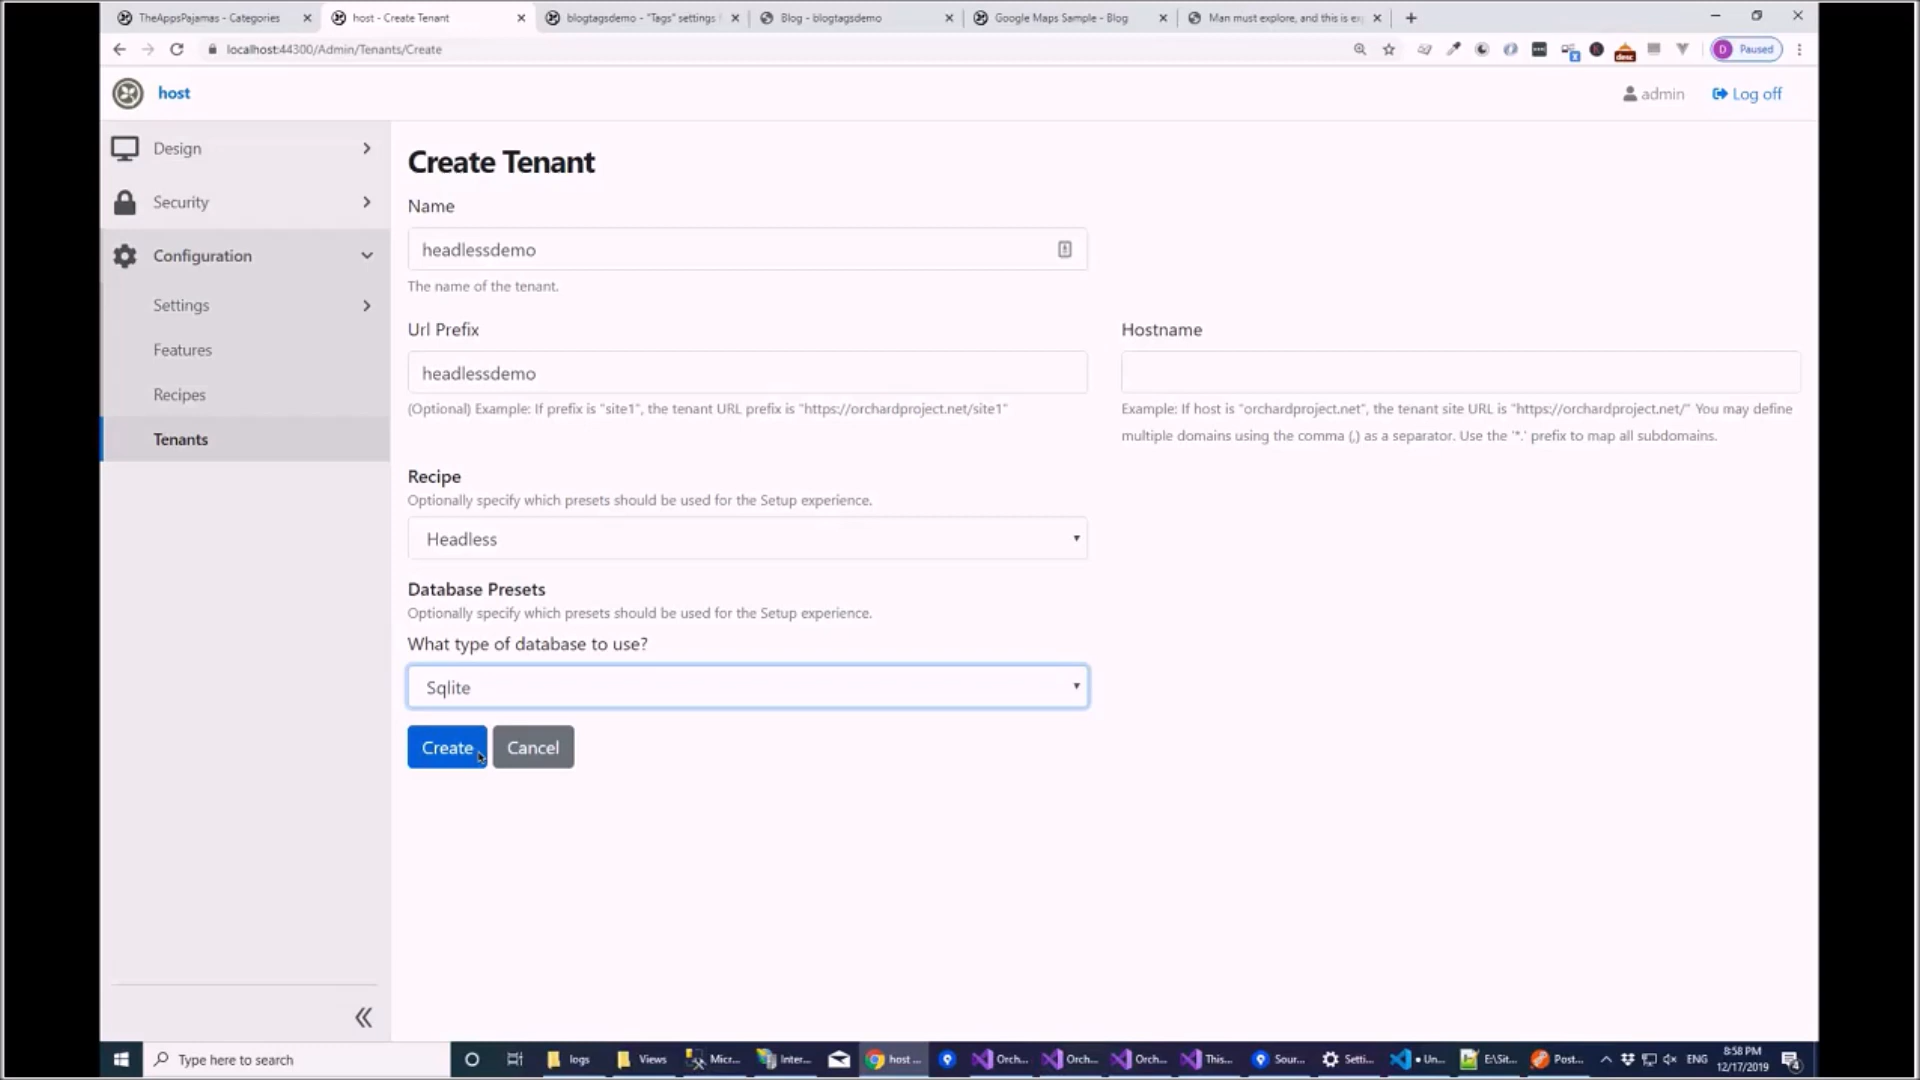 TheAppsPajamas - Categories
host - Create Tenant
blogtagsdemo - "Tags" settings
Blog - blogtagsdemo
Google Maps Sample - Blog
Man must explore, and this is ex
localhost:44300/Admin/Tenants/Create
desc
D Paused
host
admin
Log off
Design
Security
Configuration
Settings
Features
Recipes
Tenants
Create Tenant
Name
headlessdemo
The name of the tenant.
Url Prefix
headlessdemo
(Optional) Example: If prefix is "site1", the tenant URL prefix is "https://orchardproject.net/site1"
Hostname
Example: If host is "orchardproject.net", the tenant site URL is "https://orchardproject.net/" You may define
multiple domains using the comma (,) as a separator. Use the '*.' prefix to map all subdomains.
Recipe
Optionally specify which presets should be used for the Setup experience.
Headless
Database Presets
Optionally specify which presets should be used for the Setup experience.
What type of database to use?
Sqlite
Create
Cancel
Type here to search
logs
Views
Micr...
Inter...
host ...
Orch...
Orch...
Orch...
This...
Sour...
Setti...
● Un...
E:\Sit...
Post...
ENG
8:58 PM
12/17/2019
4